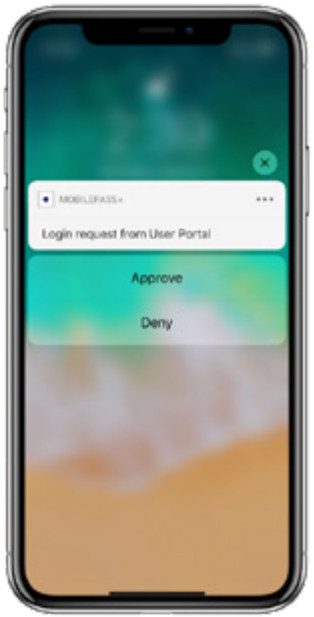 MOBILEPASS+
Login request from User Portal
Approve
Deny